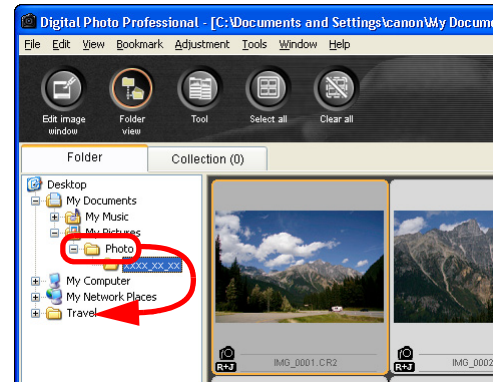 Digital Photo Professional - [C:\Documents and Settings\canon\My Docume
File Edit View Bookmark Adjustment Tools Window Help
Edit image window
Folder view
Tool
Select all
Clear all
Folder
Collection (0)
Desktop
My Documents
My Music
My Pictures
Photo
xxxx_xx_xx
My Computer
My Network Places
Travel
R+J
IMG_0001.CR2
R+J
IMG_0002